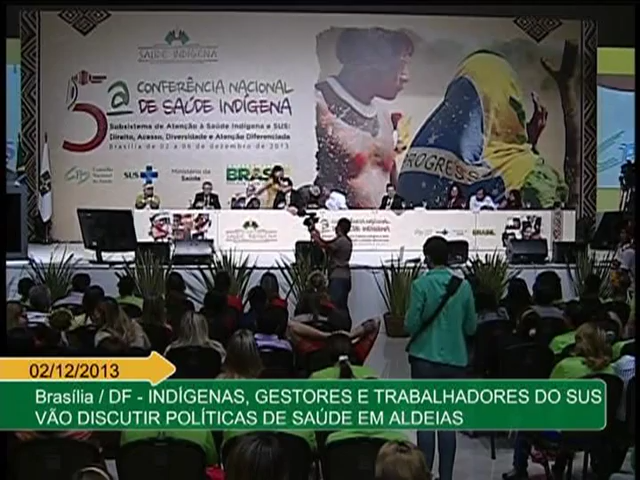 SAÚDE INDÍGENA
5ª CONFERÊNCIA NACIONAL
DE SAÚDE INDÍGENA
Subsistema de Atenção à Saúde Indígena e SUS:
Direito, Acesso, Diversidade e Atenção Diferenciada
Brasília de 02 a 06 de dezembro de 2013
SUS
Ministério da
Saúde
BRASIL
PROGRESS
BRASIL
02/12/2013
Brasília / DF - INDÍGENAS, GESTORES E TRABALHADORES DO SUS
VÃO DISCUTIR POLÍTICAS DE SAÚDE EM ALDEIAS